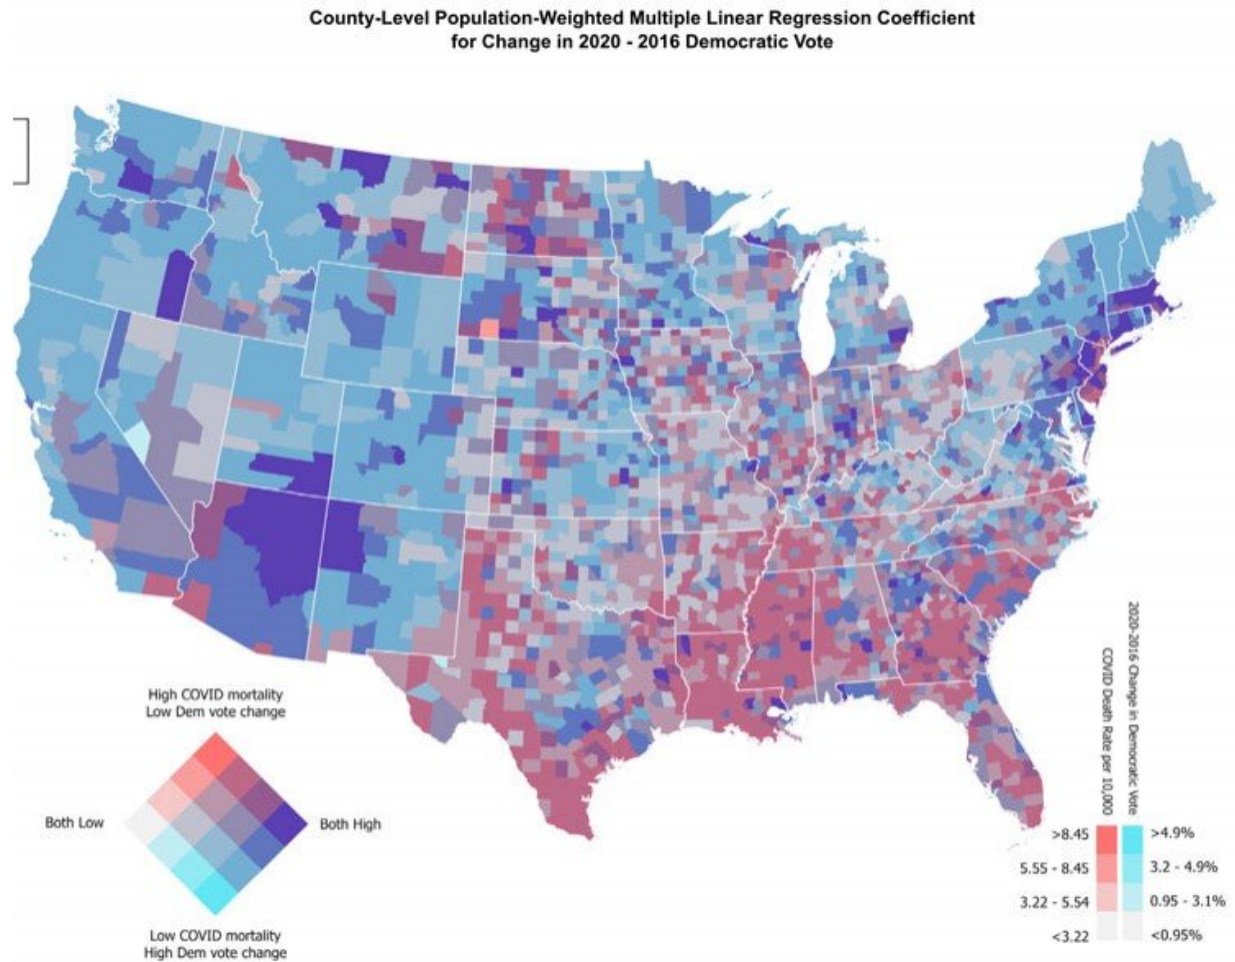 County-Level Population-Weighted Multiple Linear Regression Coefficient
for Change in 2020 - 2016 Democratic Vote
High COVID mortality
Low Dem vote change
Both Low
Both High
Low COVID mortality
High Dem vote change
COVID Death Rate per 10,000
2020-2016 Change in Democratic Vote
>8.45
>4.9%
5.55 - 8.45
3.2 - 4.9%
3.22 - 5.54
0.95 - 3.1%
<3.22
<0.95%